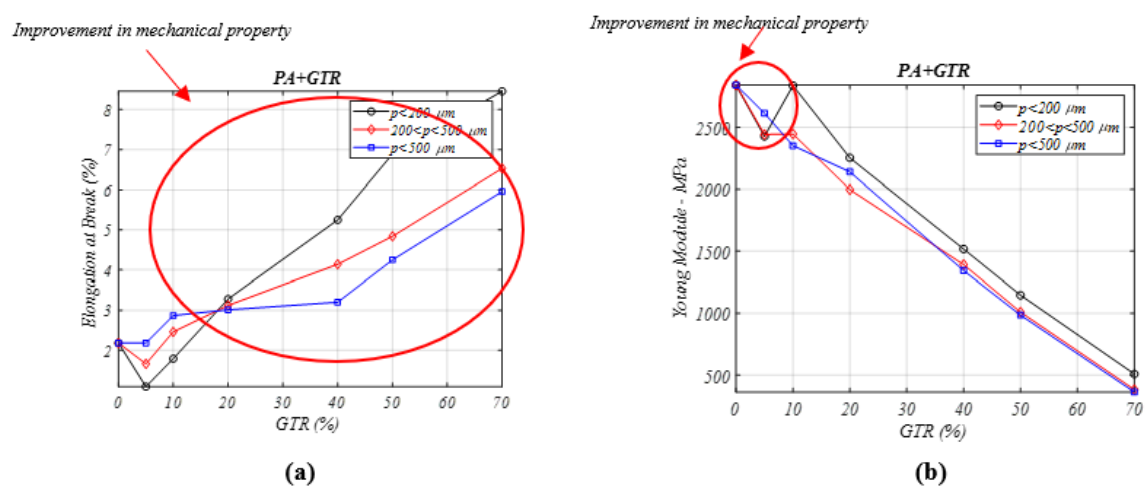 Improvement in mechanical property
PA+GTR
p<200 μm
200<p<500 μm
p<500 μm
Elongation at Break (%)
8
7
6
5
4
3
2
0 10 20 30 40 50 60 70
GTR (%)
(a)
Improvement in mechanical property
PA+GTR
p<200 μm
200<p<500 μm
p<500 μm
Young Module - MPa
2500
2000
1500
1000
500
0 10 20 30 40 50 60 70
GTR (%)
(b)